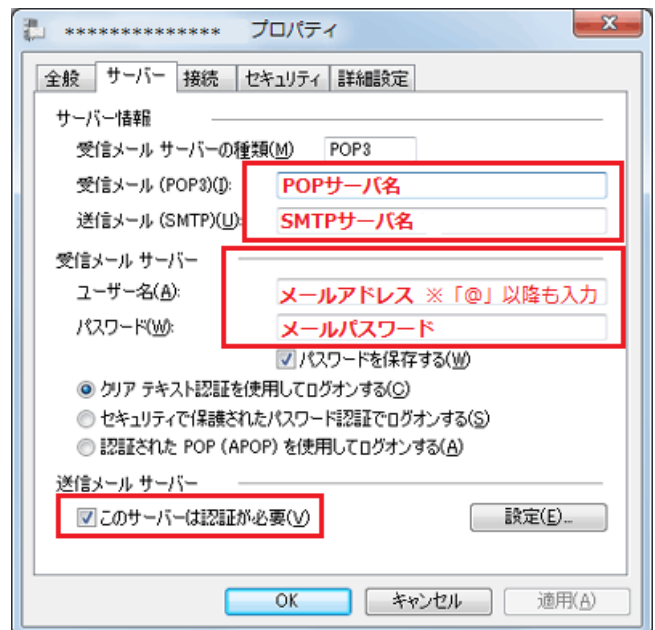 ************** プロパティ
全般 サーバー 接続 セキュリティ 詳細設定
サーバー情報
受信メール サーバーの種類(M) POP3
受信メール (POP3)(I): POPサーバ名
送信メール (SMTP)(U): SMTPサーバ名
受信メール サーバー
ユーザー名(A): メールアドレス ※「@」以降も入力
パスワード(W): メールパスワード
パスワードを保存する(W)
クリア テキスト認証を使用してログオンする(C)
セキュリティで保護されたパスワード認証でログオンする(S)
認証された POP (APOP) を使用してログオンする(A)
送信メール サーバー
このサーバーは認証が必要(V) 設定(E)...
OK キャンセル 適用(A)